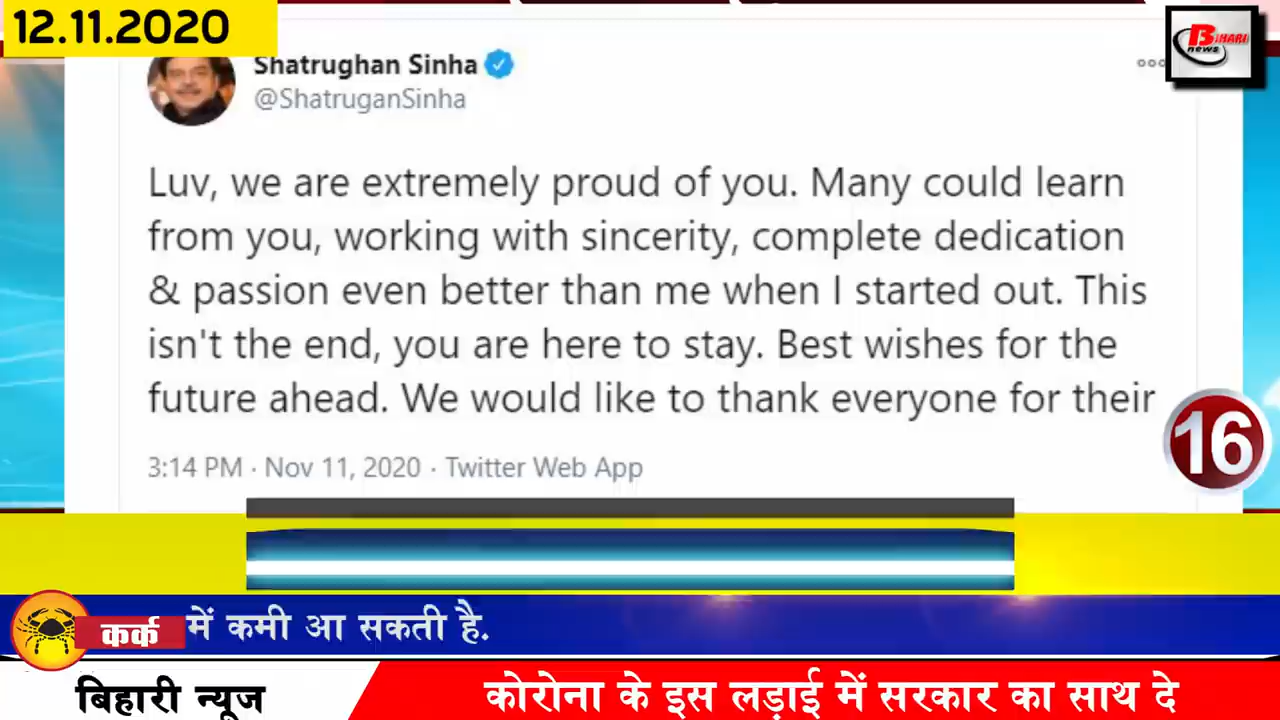 12.11.2020
BIHARI
news
Shatrughan Sinha
@ShatruganSinha
Luv, we are extremely proud of you. Many could learn
from you, working with sincerity, complete dedication
& passion even better than me when I started out. This
isn't the end, you are here to stay. Best wishes for the
future ahead. We would like to thank everyone for their
3:14 PM · Nov 11, 2020 · Twitter Web App
16
कर्क में कमी आ सकती है.
बिहारी न्यूज
कोरोना के इस लड़ाई में सरकार का साथ दे